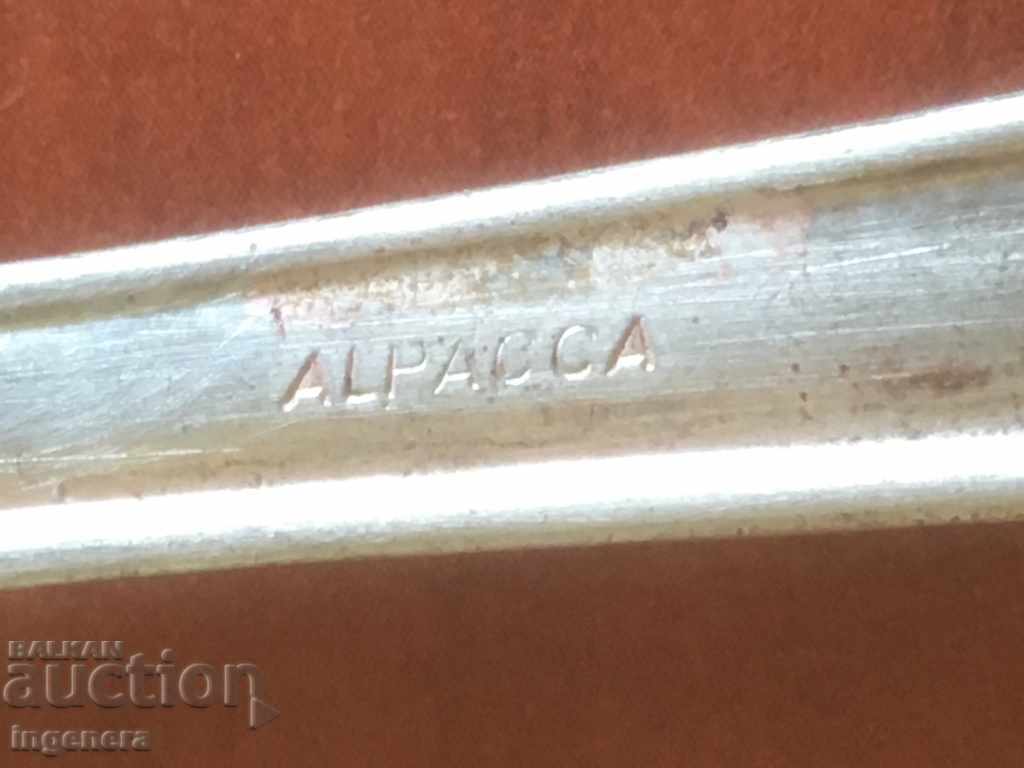 ALPACCA
BALKAN
auction
ingenera